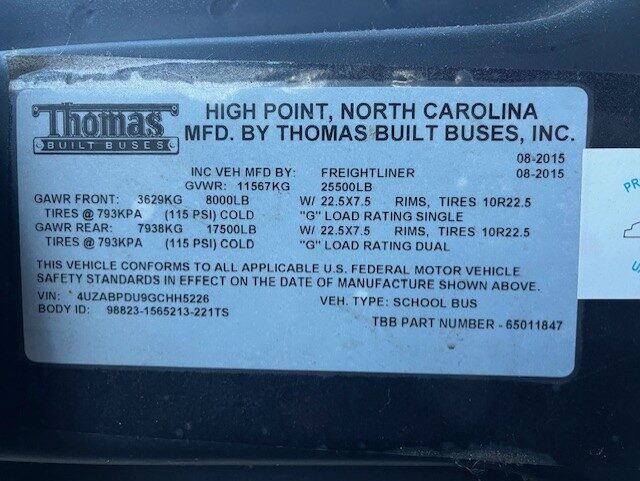 Thomas
BUILT BUSES
HIGH POINT, NORTH CAROLINA
MFD. BY THOMAS BUILT BUSES, INC.
08-2015
INC VEH MFD BY: FREIGHTLINER 08-2015
GVWR: 11567KG 25500LB
GAWR FRONT: 3629KG 8000LB W/ 22.5X7.5 RIMS, TIRES 10R22.5
TIRES @ 793KPA (115 PSI) COLD "G" LOAD RATING SINGLE
GAWR REAR: 7938KG 17500LB W/ 22.5X7.5 RIMS, TIRES 10R22.5
TIRES @ 793KPA (115 PSI) COLD "G" LOAD RATING DUAL
THIS VEHICLE CONFORMS TO ALL APPLICABLE U.S. FEDERAL MOTOR VEHICLE
SAFETY STANDARDS IN EFFECT ON THE DATE OF MANUFACTURE SHOWN ABOVE.
VIN: 4UZABPDU9GCHH5226 VEH. TYPE: SCHOOL BUS
BODY ID: 98823-1565213-221TS
TBB PART NUMBER - 65011847